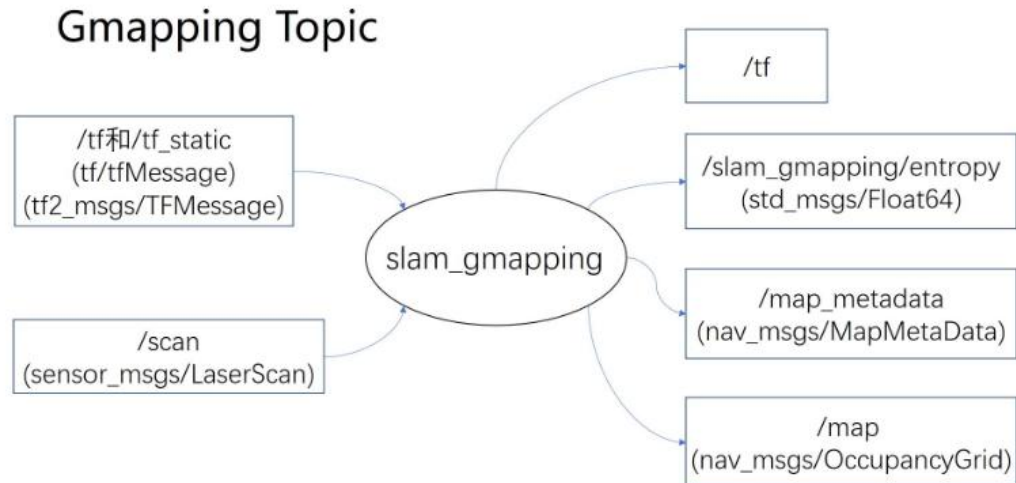 Gmapping Topic
/tf和/tf_static
(tf/tfMessage)
(tf2_msgs/TFMessage)
/scan
(sensor_msgs/LaserScan)
slam_gmapping
/tf
/slam_gmapping/entropy
(std_msgs/Float64)
/map_metadata
(nav_msgs/MapMetaData)
/map
(nav_msgs/OccupancyGrid)